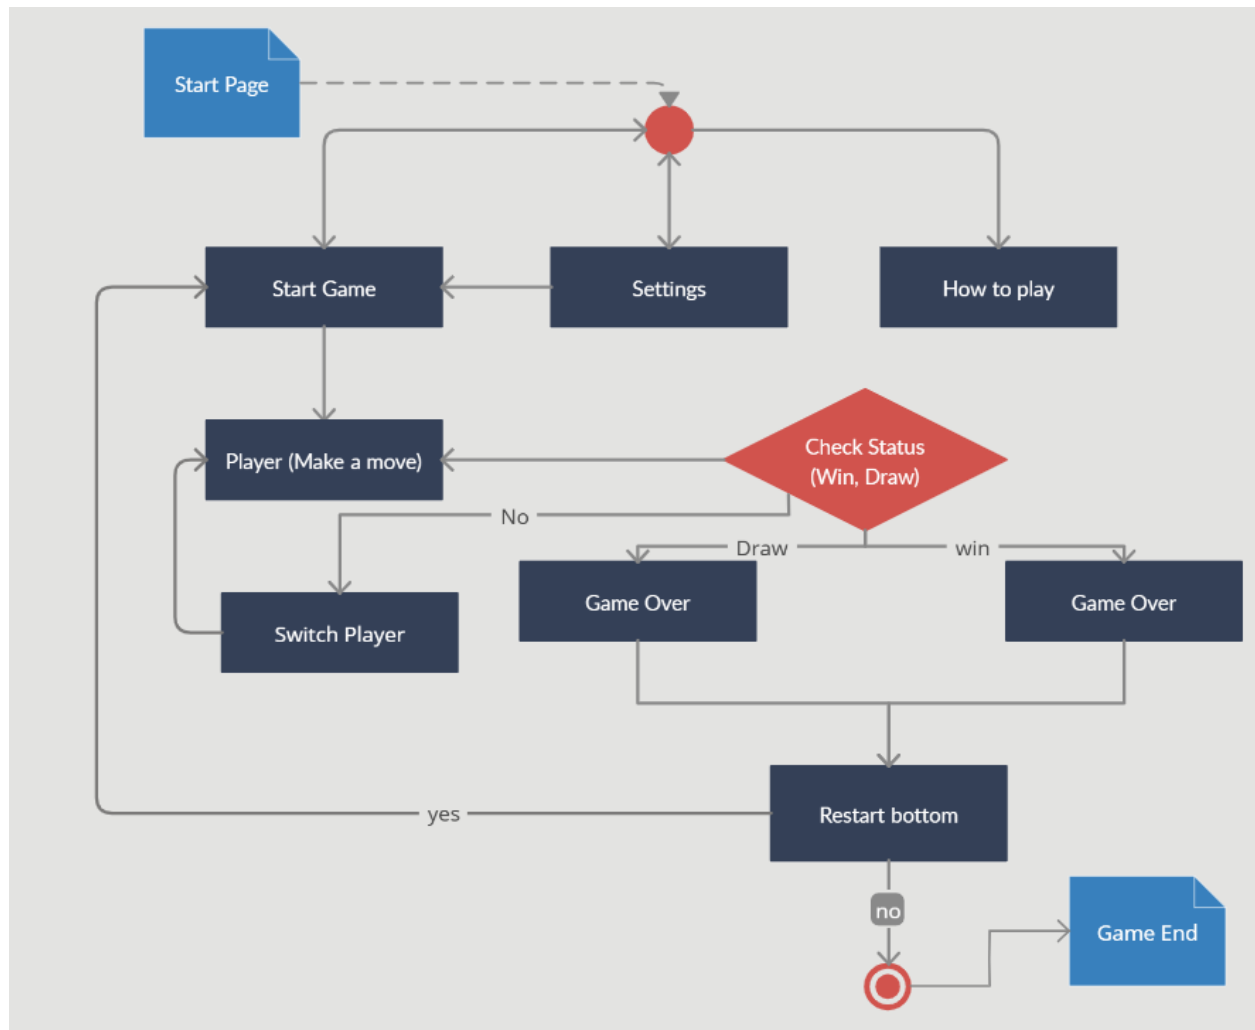 Start Page
Start Game
Settings
How to play
Player (Make a move)
Check Status
(Win, Draw)
No
Draw
win
Game Over
Game Over
Switch Player
yes
Restart bottom
no
Game End